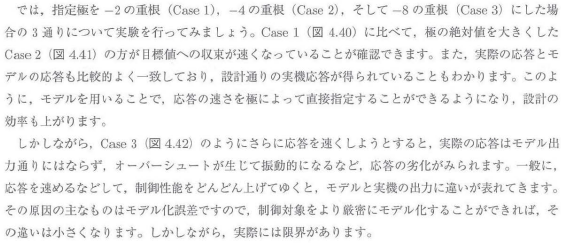 では，指定極を −2 の重根（Case 1），−4 の重根（Case 2），そして −8 の重根（Case 3）にした場
合の 3 通りについて実験を行ってみましょう。Case 1（図 4.40）に比べて，極の絶対値を大きくした
Case 2（図 4.41）の方が目標値への収束が速くなっていることが確認できます。また，実際の応答とモ
デルの応答も比較的よく一致しており，設計通りの実機応答が得られていることもわかります。このよ
うに，モデルを用いることで，応答の速さを極によって直接指定することができるようになり，設計の
効率も上がります。
しかしながら，Case 3（図 4.42）のようにさらに応答を速くしようとすると，実際の応答はモデル出
力通りにはならず，オーバーシュートが生じて振動的になるなど，応答の劣化がみられます。一般に，
応答を速めるなどして，制御性能をどんどん上げてゆくと，モデルと実機の出力に違いが表れてきます。
その原因の主なものはモデル化誤差ですので，制御対象をより厳密にモデル化することができれば，そ
の違いは小さくなります。しかしながら，実際には限界があります。